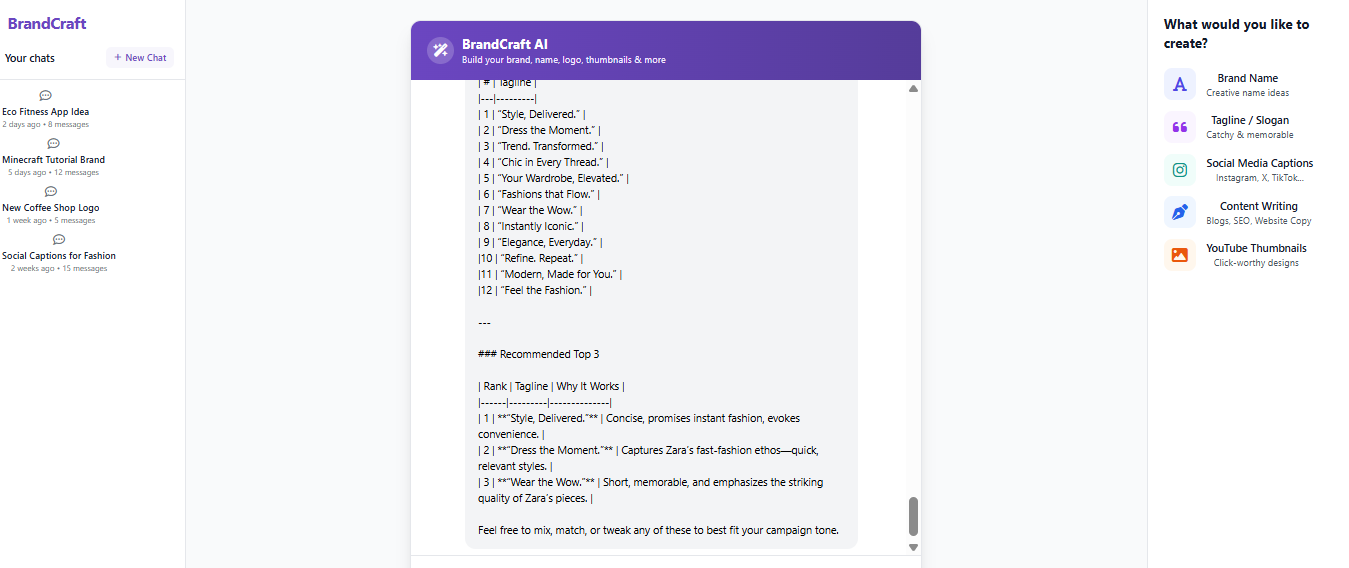 BrandCraft
Your chats
+ New Chat
Eco Fitness App Idea
2 days ago • 8 messages
Minecraft Tutorial Brand
5 days ago • 12 messages
New Coffee Shop Logo
1 week ago • 5 messages
Social Captions for Fashion
2 weeks ago • 15 messages
BrandCraft AI
Build your brand, name, logo, thumbnails & more
| # | Tagline |
|---|---------|
| 1 | “Style, Delivered.” |
| 2 | “Dress the Moment.” |
| 3 | “Trend. Transformed.” |
| 4 | “Chic in Every Thread.” |
| 5 | “Your Wardrobe, Elevated.” |
| 6 | “Fashions that Flow.” |
| 7 | “Wear the Wow.” |
| 8 | “Instantly Iconic.” |
| 9 | “Elegance, Everyday.” |
|10 | “Refine. Repeat.” |
|11 | “Modern, Made for You.” |
|12 | “Feel the Fashion.” |
---
### Recommended Top 3
| Rank | Tagline | Why It Works |
|------|---------|--------------|
| 1 | **“Style, Delivered.”** | Concise, promises instant fashion, evokes
convenience. |
| 2 | **“Dress the Moment.”** | Captures Zara’s fast-fashion ethos—quick,
relevant styles. |
| 3 | **“Wear the Wow.”** | Short, memorable, and emphasizes the striking
quality of Zara’s pieces. |
Feel free to mix, match, or tweak any of these to best fit your campaign tone.
What would you like to
create?
A
Brand Name
Creative name ideas
Tagline / Slogan
Catchy & memorable
Social Media Captions
Instagram, X, TikTok...
Content Writing
Blogs, SEO, Website Copy
YouTube Thumbnails
Click-worthy designs